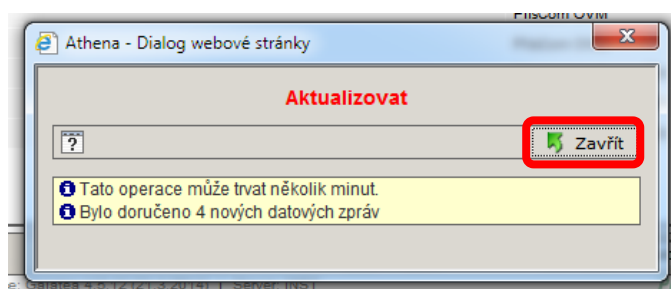 Athena - Dialog webové stránky
Aktualizovat
Zavřít
Tato operace může trvat několik minut.
Bylo doručeno 4 nových datových zpráv